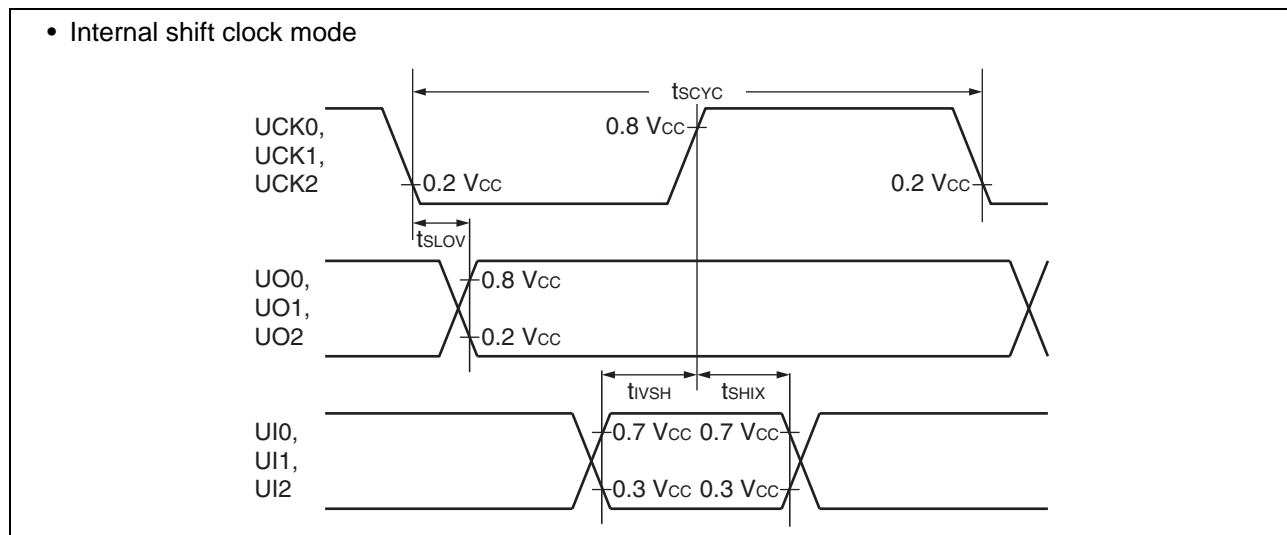 • Internal shift clock mode
tSCYC
UCK0,
UCK1,
UCK2
0.8 VCC
0.2 VCC
0.2 VCC
tSLOV
UO0,
UO1,
UO2
0.8 VCC
0.2 VCC
tIVSH
tSHIX
UI0,
UI1,
UI2
0.7 VCC 0.7 VCC
0.3 VCC 0.3 VCC